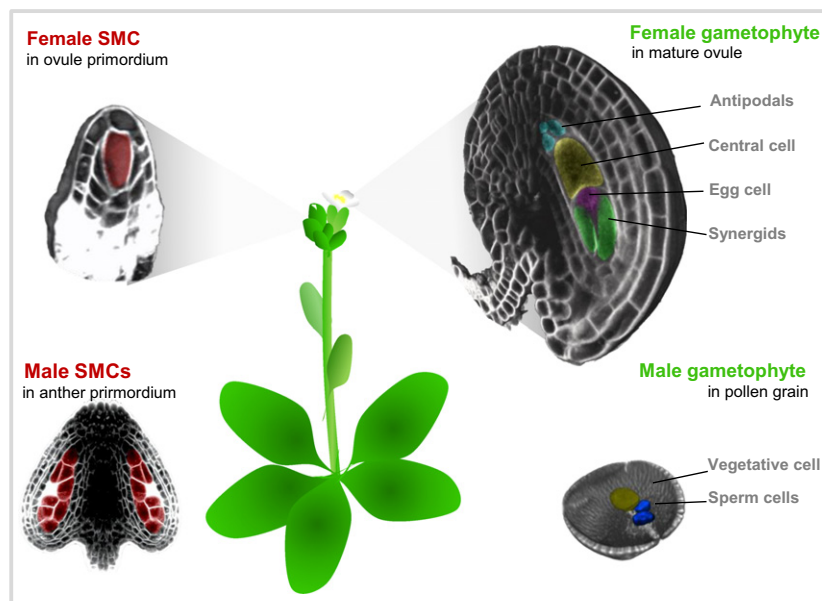 Female SMC
in ovule primordium
Female gametophyte
in mature ovule
Antipodals
Central cell
Egg cell
Synergids
Male SMCs
in anther prirmordium
Male gametophyte
in pollen grain
Vegetative cell
Sperm cells